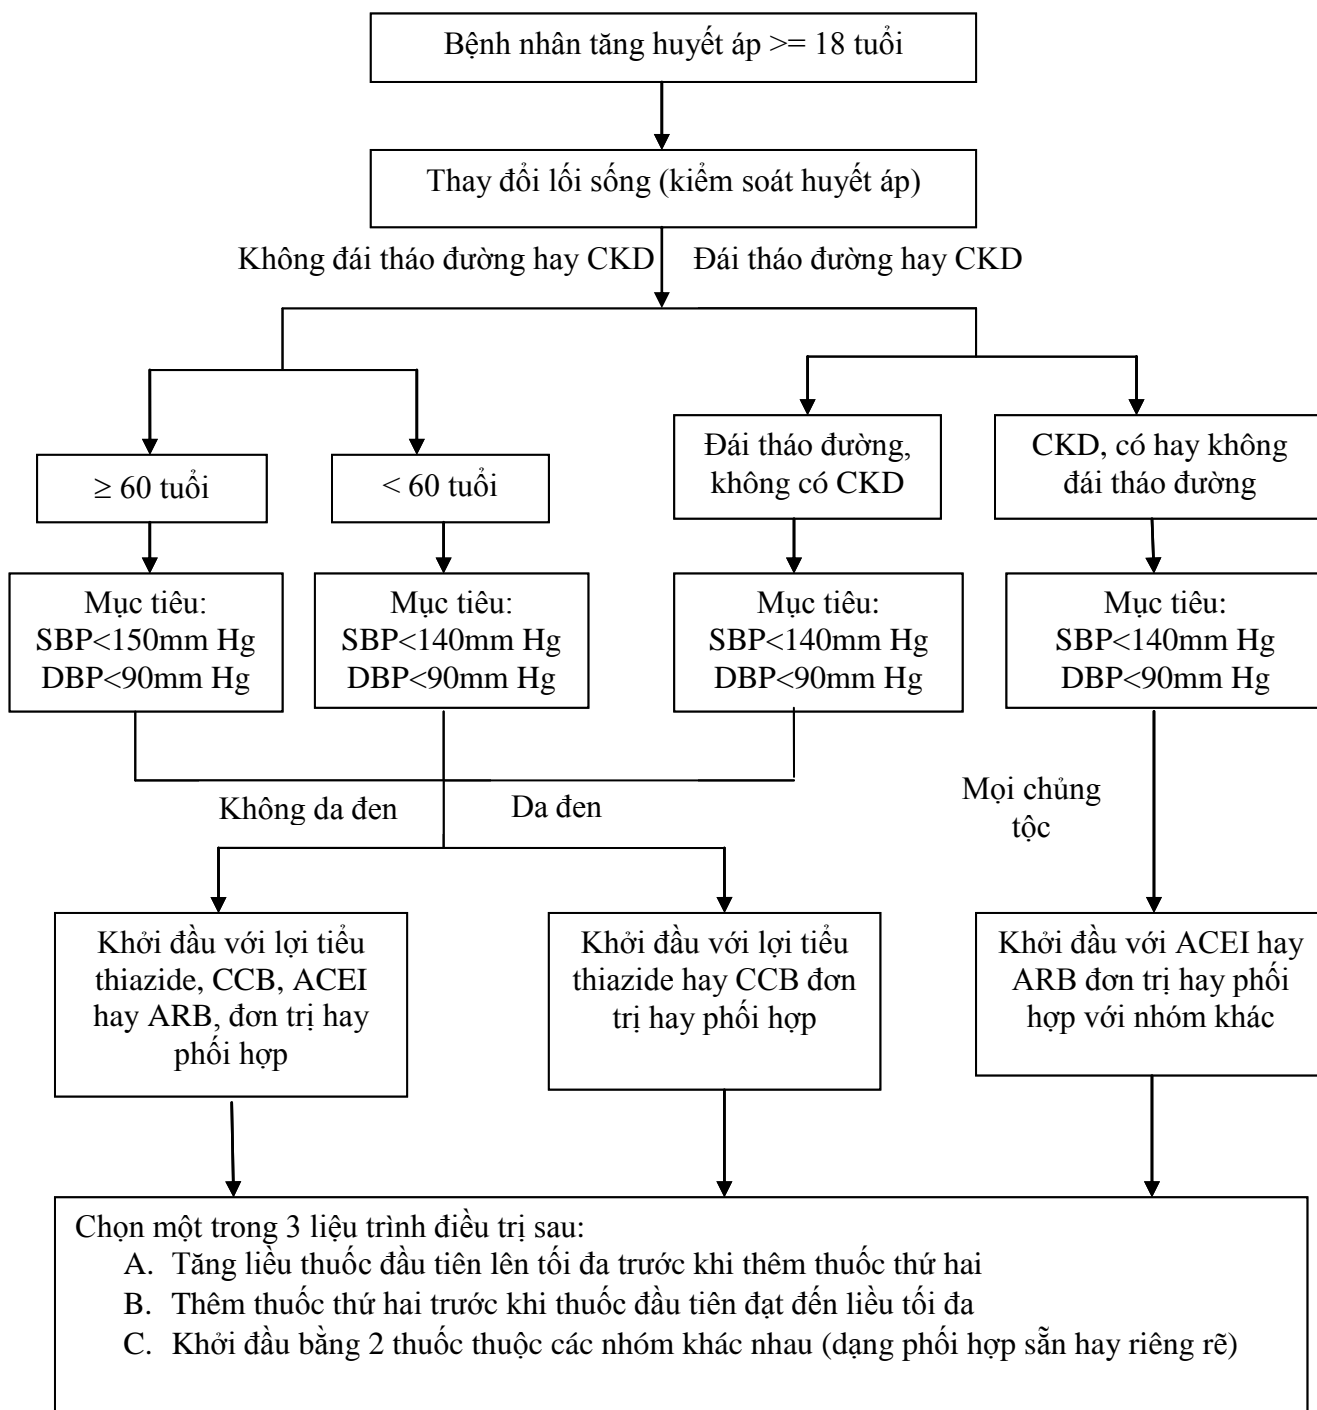 Bệnh nhân tăng huyết áp >= 18 tuổi
Thay đổi lối sống (kiểm soát huyết áp)
Không đái tháo đường hay CKD
Đái tháo đường hay CKD
≥ 60 tuổi
< 60 tuổi
Đái tháo đường,
không có CKD
CKD, có hay không
đái tháo đường
Mục tiêu:
SBP<150mm Hg
DBP<90mm Hg
Mục tiêu:
SBP<140mm Hg
DBP<90mm Hg
Mục tiêu:
SBP<140mm Hg
DBP<90mm Hg
Mục tiêu:
SBP<140mm Hg
DBP<90mm Hg
Không da đen
Da đen
Mọi chủng
tộc
Khởi đầu với lợi tiểu
thiazide, CCB, ACEI
hay ARB, đơn trị hay
phối hợp
Khởi đầu với lợi tiểu
thiazide hay CCB đơn
trị hay phối hợp
Khởi đầu với ACEI hay
ARB đơn trị hay phối
hợp với nhóm khác
Chọn một trong 3 liệu trình điều trị sau:
A. Tăng liều thuốc đầu tiên lên tối đa trước khi thêm thuốc thứ hai
B. Thêm thuốc thứ hai trước khi thuốc đầu tiên đạt đến liều tối đa
C. Khởi đầu bằng 2 thuốc thuộc các nhóm khác nhau (dạng phối hợp sẵn hay riêng rẽ)